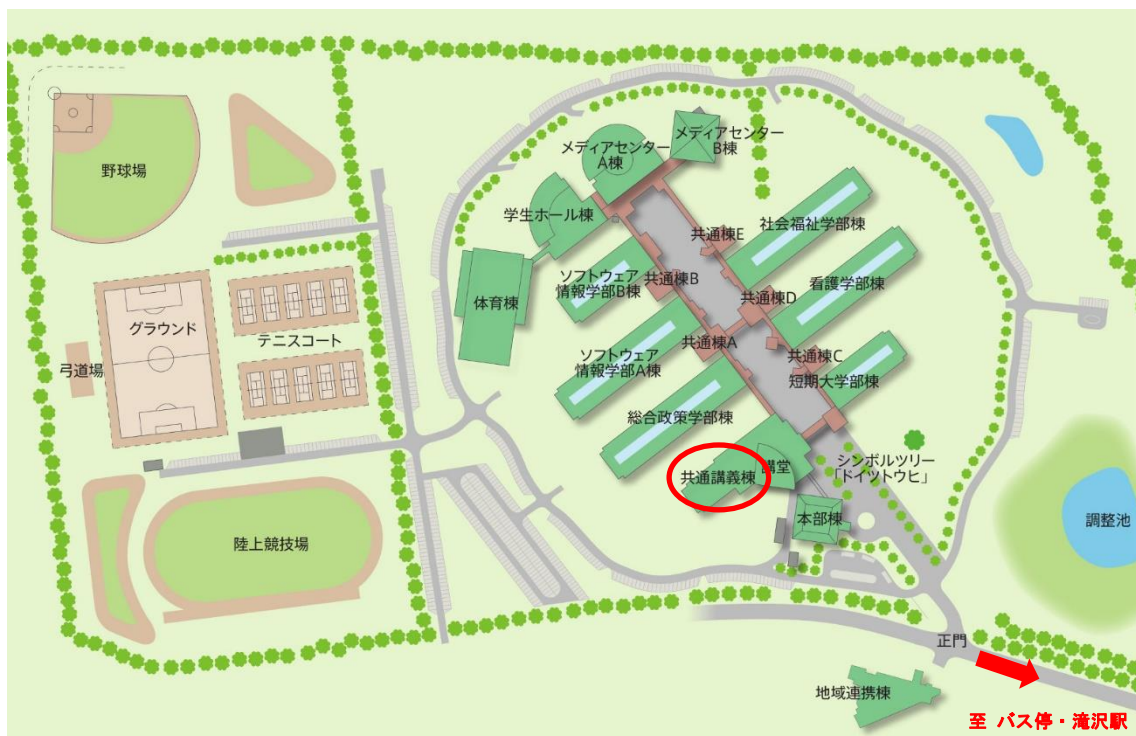 メディアセンター
B棟
メディアセンター
A棟
野球場
学生ホール棟
社会福祉学部棟
共通棟E
ソフトウェア
情報学部B棟
共通棟B
看護学部棟
体育棟
共通棟D
グラウンド
テニスコート
共通棟A
共通棟C
ソフトウェア
情報学部A棟
弓道場
短期大学部棟
総合政策学部棟
シンボルツリー
「ドイツトウヒ」
講堂
共通講義棟
本部棟
調整池
陸上競技場
正門
地域連携棟
至 バス停・滝沢駅